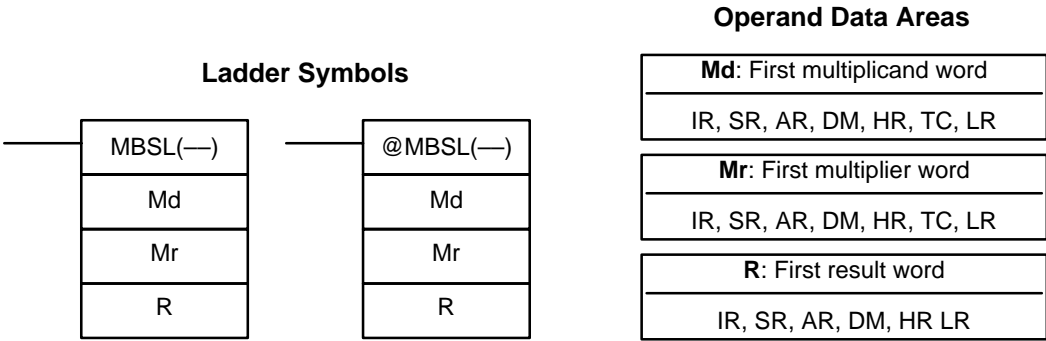 Operand Data Areas
Ladder Symbols
MBSL(––)
Md
Mr
R
@MBSL(––)
Md
Mr
R
Md: First multiplicand word
IR, SR, AR, DM, HR, TC, LR
Mr: First multiplier word
IR, SR, AR, DM, HR, TC, LR
R: First result word
IR, SR, AR, DM, HR LR